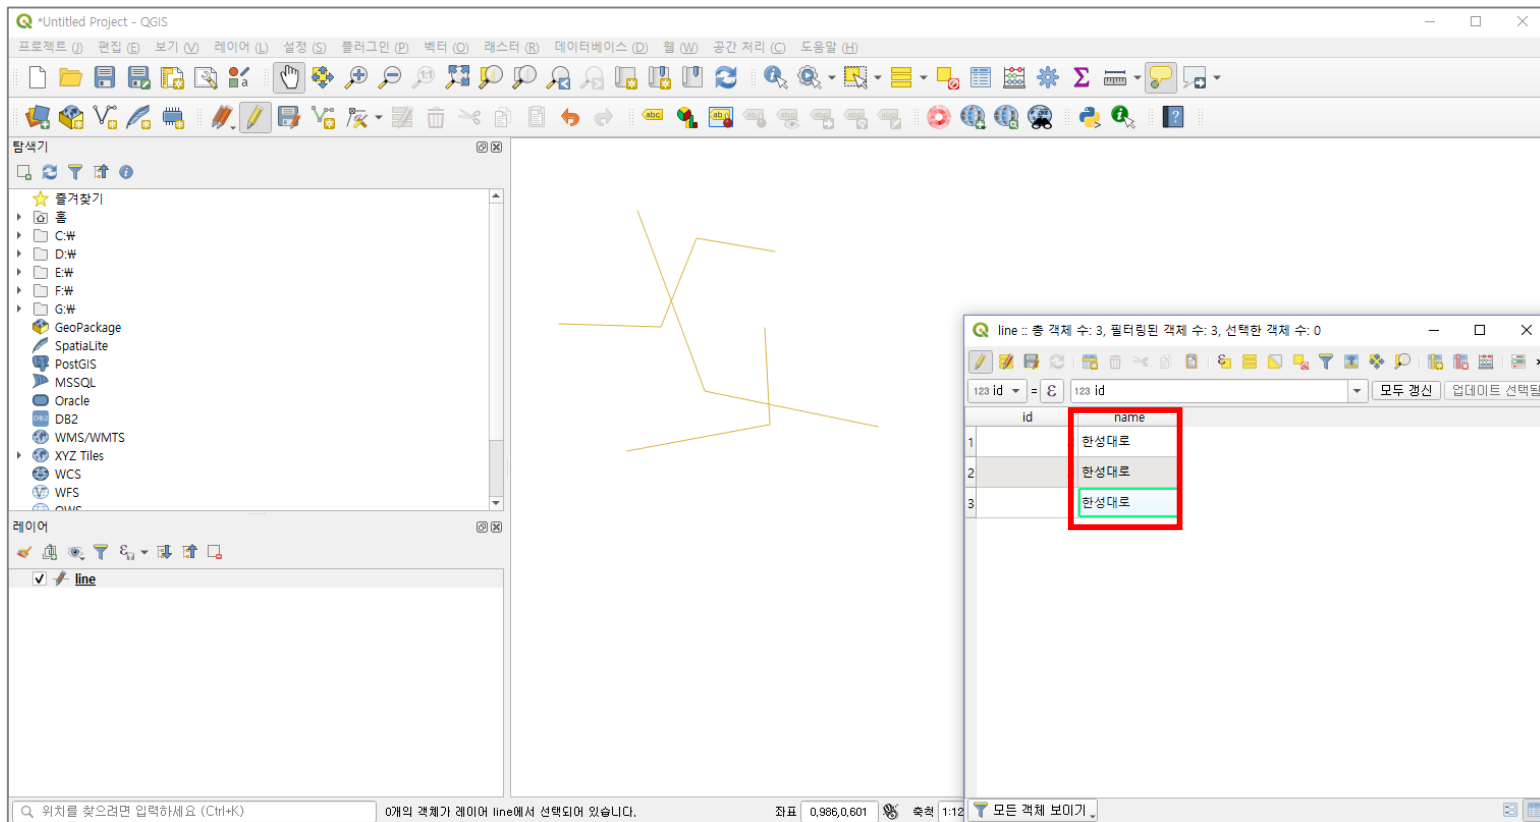 *Untitled Project - QGIS
프로젝트 (J) 편집 (E) 보기 (V) 레이어 (L) 설정 (S) 플러그인 (P) 벡터 (O) 래스터 (R) 데이터베이스 (D) 웹 (W) 공간 처리 (C) 도움말 (H)
탐색기
즐겨찾기
홈
C:₩
D:₩
E:₩
F:₩
G:₩
GeoPackage
SpatiaLite
PostGIS
MSSQL
Oracle
DB2
WMS/WMTS
XYZ Tiles
WCS
WFS
OWS
레이어
line
line :: 총 객체 수: 3, 필터링된 객체 수: 3, 선택한 객체 수: 0
123 id = ε 123 id 모두 갱신 업데이트 선택됨
id name
1 한성대로
2 한성대로
3 한성대로
모든 객체 보이기
위치를 찾으려면 입력하세요 (Ctrl+K) 0개의 객체가 레이어 line에서 선택되어 있습니다. 좌표 0,986,0,601 축척 1:12